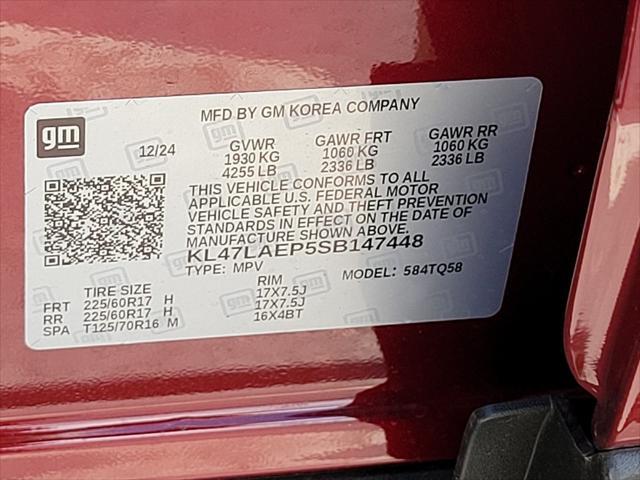 MFD BY GM KOREA COMPANY
gm
12/24
GVWR GAWR FRT GAWR RR
1930 KG 1060 KG 1060 KG
4255 LB 2336 LB 2336 LB
THIS VEHICLE CONFORMS TO ALL
APPLICABLE U.S. FEDERAL MOTOR
VEHICLE SAFETY AND THEFT PREVENTION
STANDARDS IN EFFECT ON THE DATE OF
MANUFACTURE SHOWN ABOVE.
KL47LAEP5SB147448
TYPE: MPV MODEL: 584TQ58
TIRE SIZE RIM
FRT 225/60R17 H 17X7.5J
RR 225/60R17 H 17X7.5J
SPA T125/70R16 M 16X4BT